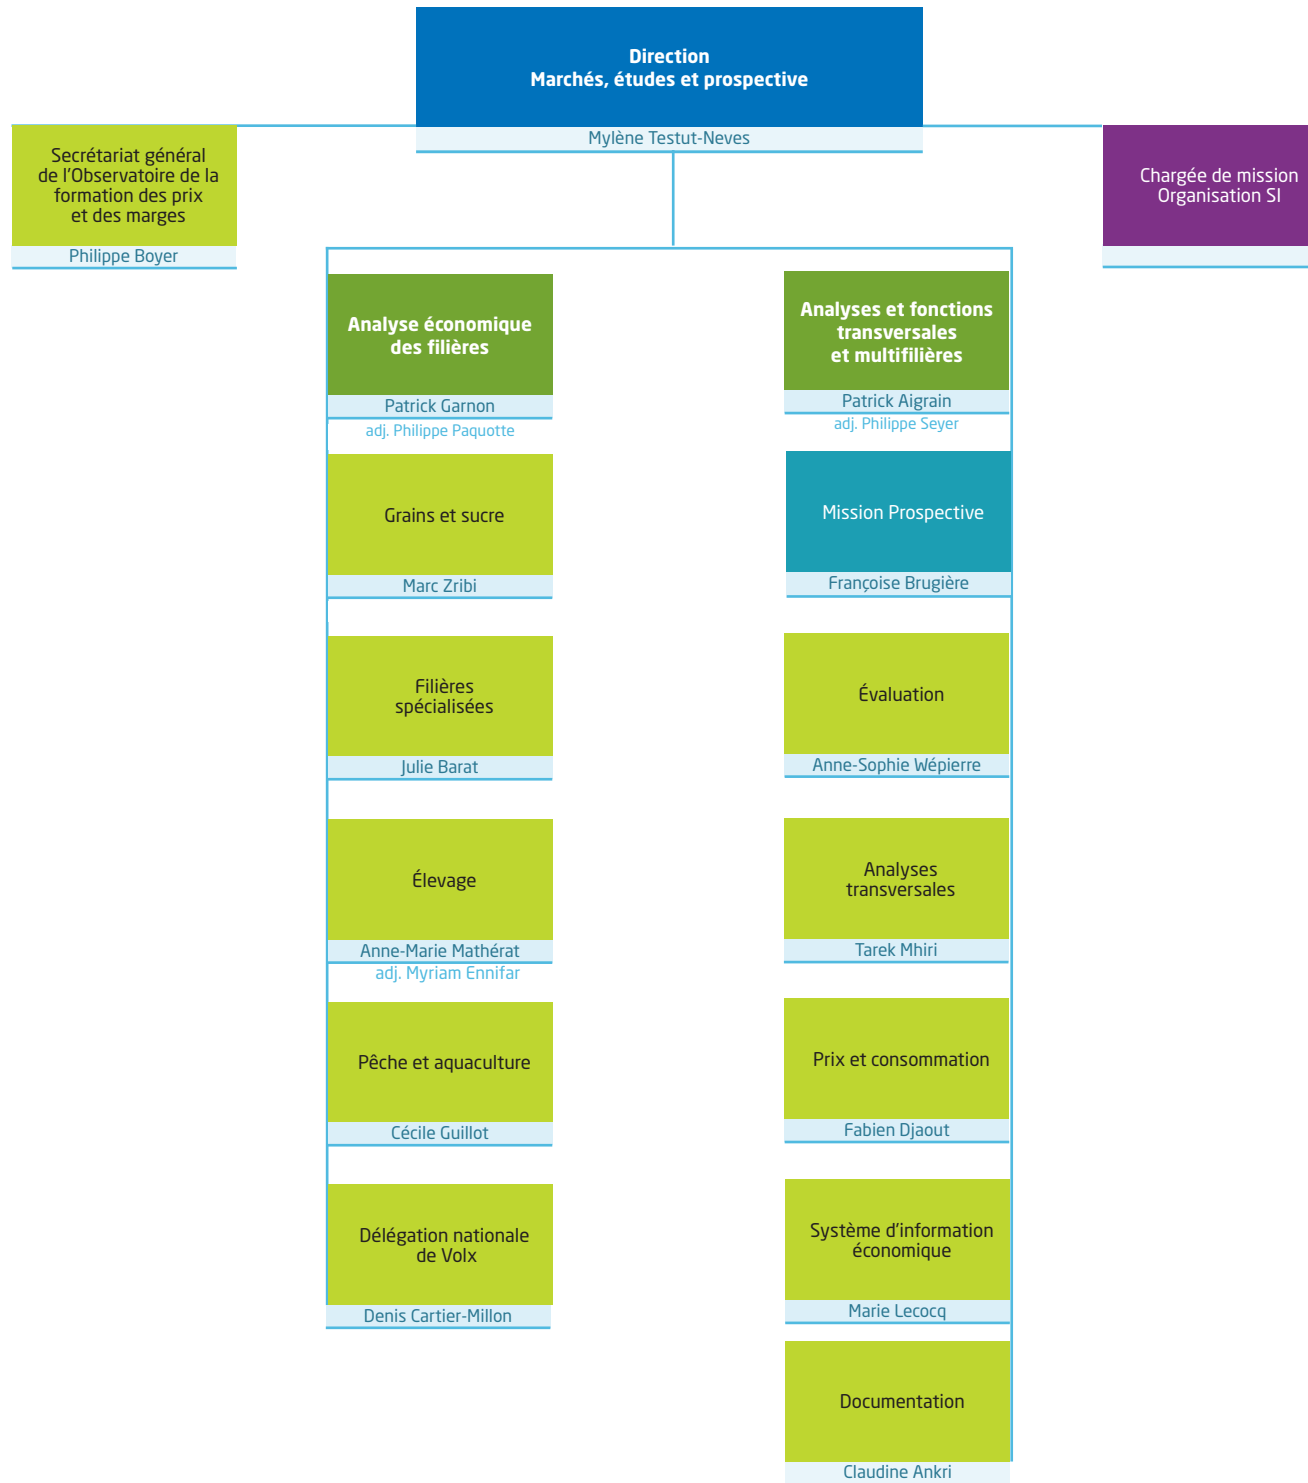 Direction
Marchés, études et prospective
Mylène Testut-Neves
Secrétariat général
de l'Observatoire de la
formation des prix
et des marges
Philippe Boyer
Chargée de mission
Organisation SI
Analyse économique
des filières
Patrick Garnon
adj. Philippe Paquotte
Grains et sucre
Marc Zribi
Filières
spécialisées
Julie Barat
Élevage
Anne-Marie Mathérat
adj. Myriam Ennifar
Pêche et aquaculture
Cécile Guillot
Délégation nationale
de Volx
Denis Cartier-Millon
Analyses et fonctions
transversales
et multifilières
Patrick Aigrain
adj. Philippe Seyer
Mission Prospective
Françoise Brugière
Évaluation
Anne-Sophie Wépierre
Analyses
transversales
Tarek Mhiri
Prix et consommation
Fabien Djaout
Système d'information
économique
Marie Lecocq
Documentation
Claudine Ankri